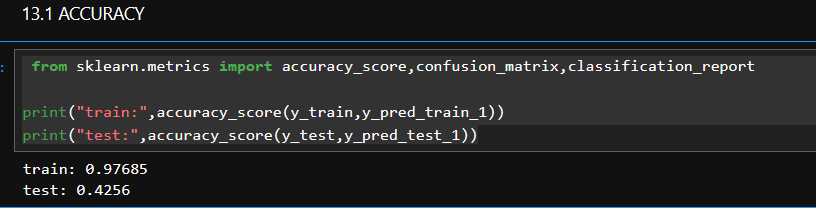 13.1 ACCURACY
: from sklearn.metrics import accuracy_score,confusion_matrix,classification_report
print("train:",accuracy_score(y_train,y_pred_train_1))
print("test:",accuracy_score(y_test,y_pred_test_1))
train: 0.97685
test: 0.4256